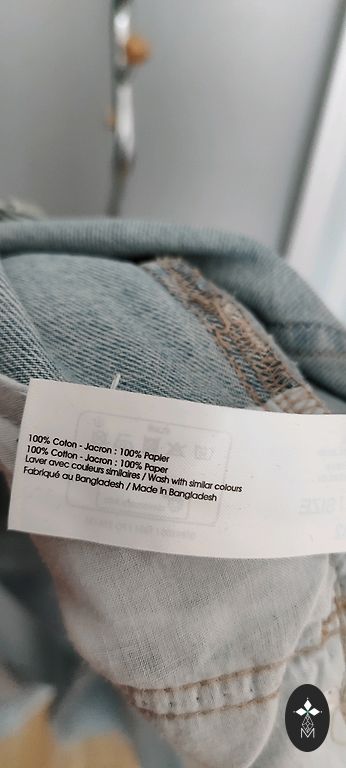 100% Coton - Jacron : 100% Papier
100% Cotton - Jacron : 100% Paper
Laver avec couleurs similaires / Wash with similar colours
Fabriqué au Bangladesh / Made In Bangladesh
SIZE